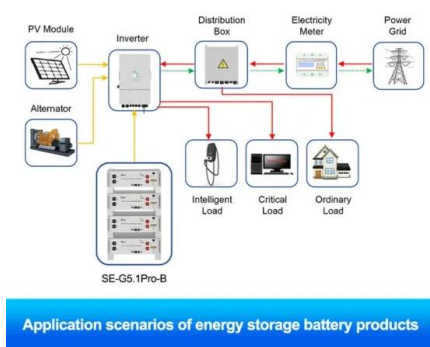 PV Module
Inverter
Distribution
Box
Electricity
Meter
Power
Grid
Alternator
Intelligent
Load
Critical
Load
Ordinary
Load
SE-G5.1Pro-B
Application scenarios of energy storage battery products